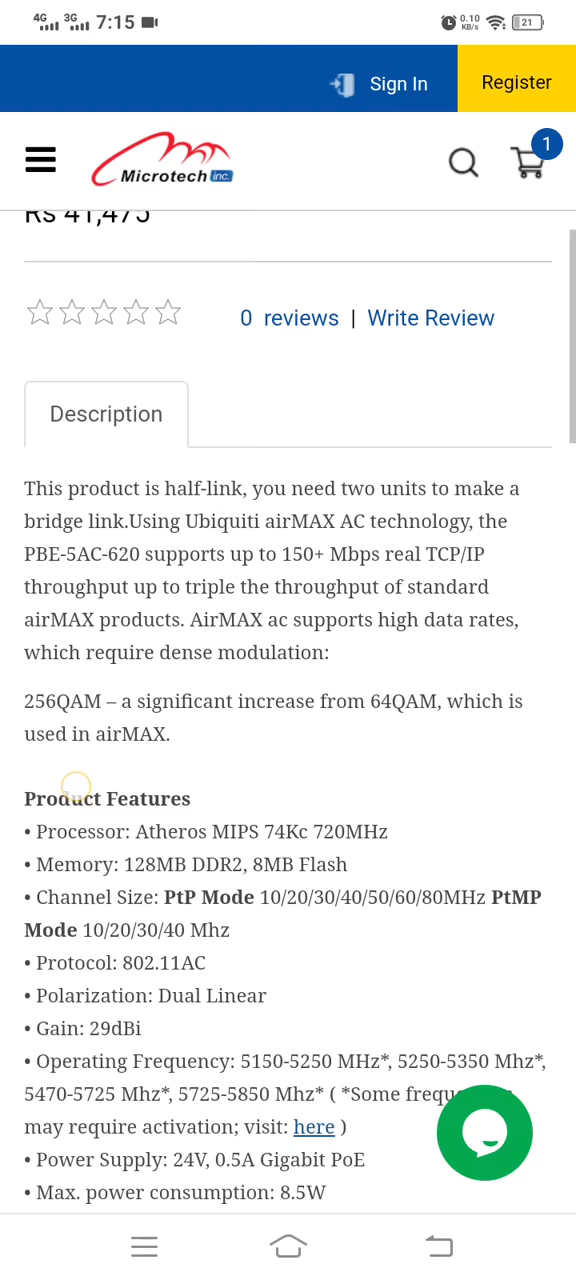 4G 3G 7:15 0.10 KB/s 21
Sign In Register
Microtech inc. 1
Rs 41,475
0 reviews | Write Review
Description
This product is half-link, you need two units to make a
bridge link.Using Ubiquiti airMAX AC technology, the
PBE-5AC-620 supports up to 150+ Mbps real TCP/IP
throughput up to triple the throughput of standard
airMAX products. AirMAX ac supports high data rates,
which require dense modulation:
256QAM – a significant increase from 64QAM, which is
used in airMAX.
Product Features
• Processor: Atheros MIPS 74Kc 720MHz
• Memory: 128MB DDR2, 8MB Flash
• Channel Size: PtP Mode 10/20/30/40/50/60/80MHz PtMP
Mode 10/20/30/40 Mhz
• Protocol: 802.11AC
• Polarization: Dual Linear
• Gain: 29dBi
• Operating Frequency: 5150-5250 MHz*, 5250-5350 Mhz*,
5470-5725 Mhz*, 5725-5850 Mhz* ( *Some
may require activation; visit: here )
• Power Supply: 24V, 0.5A Gigabit PoE
• Max. power consumption: 8.5W